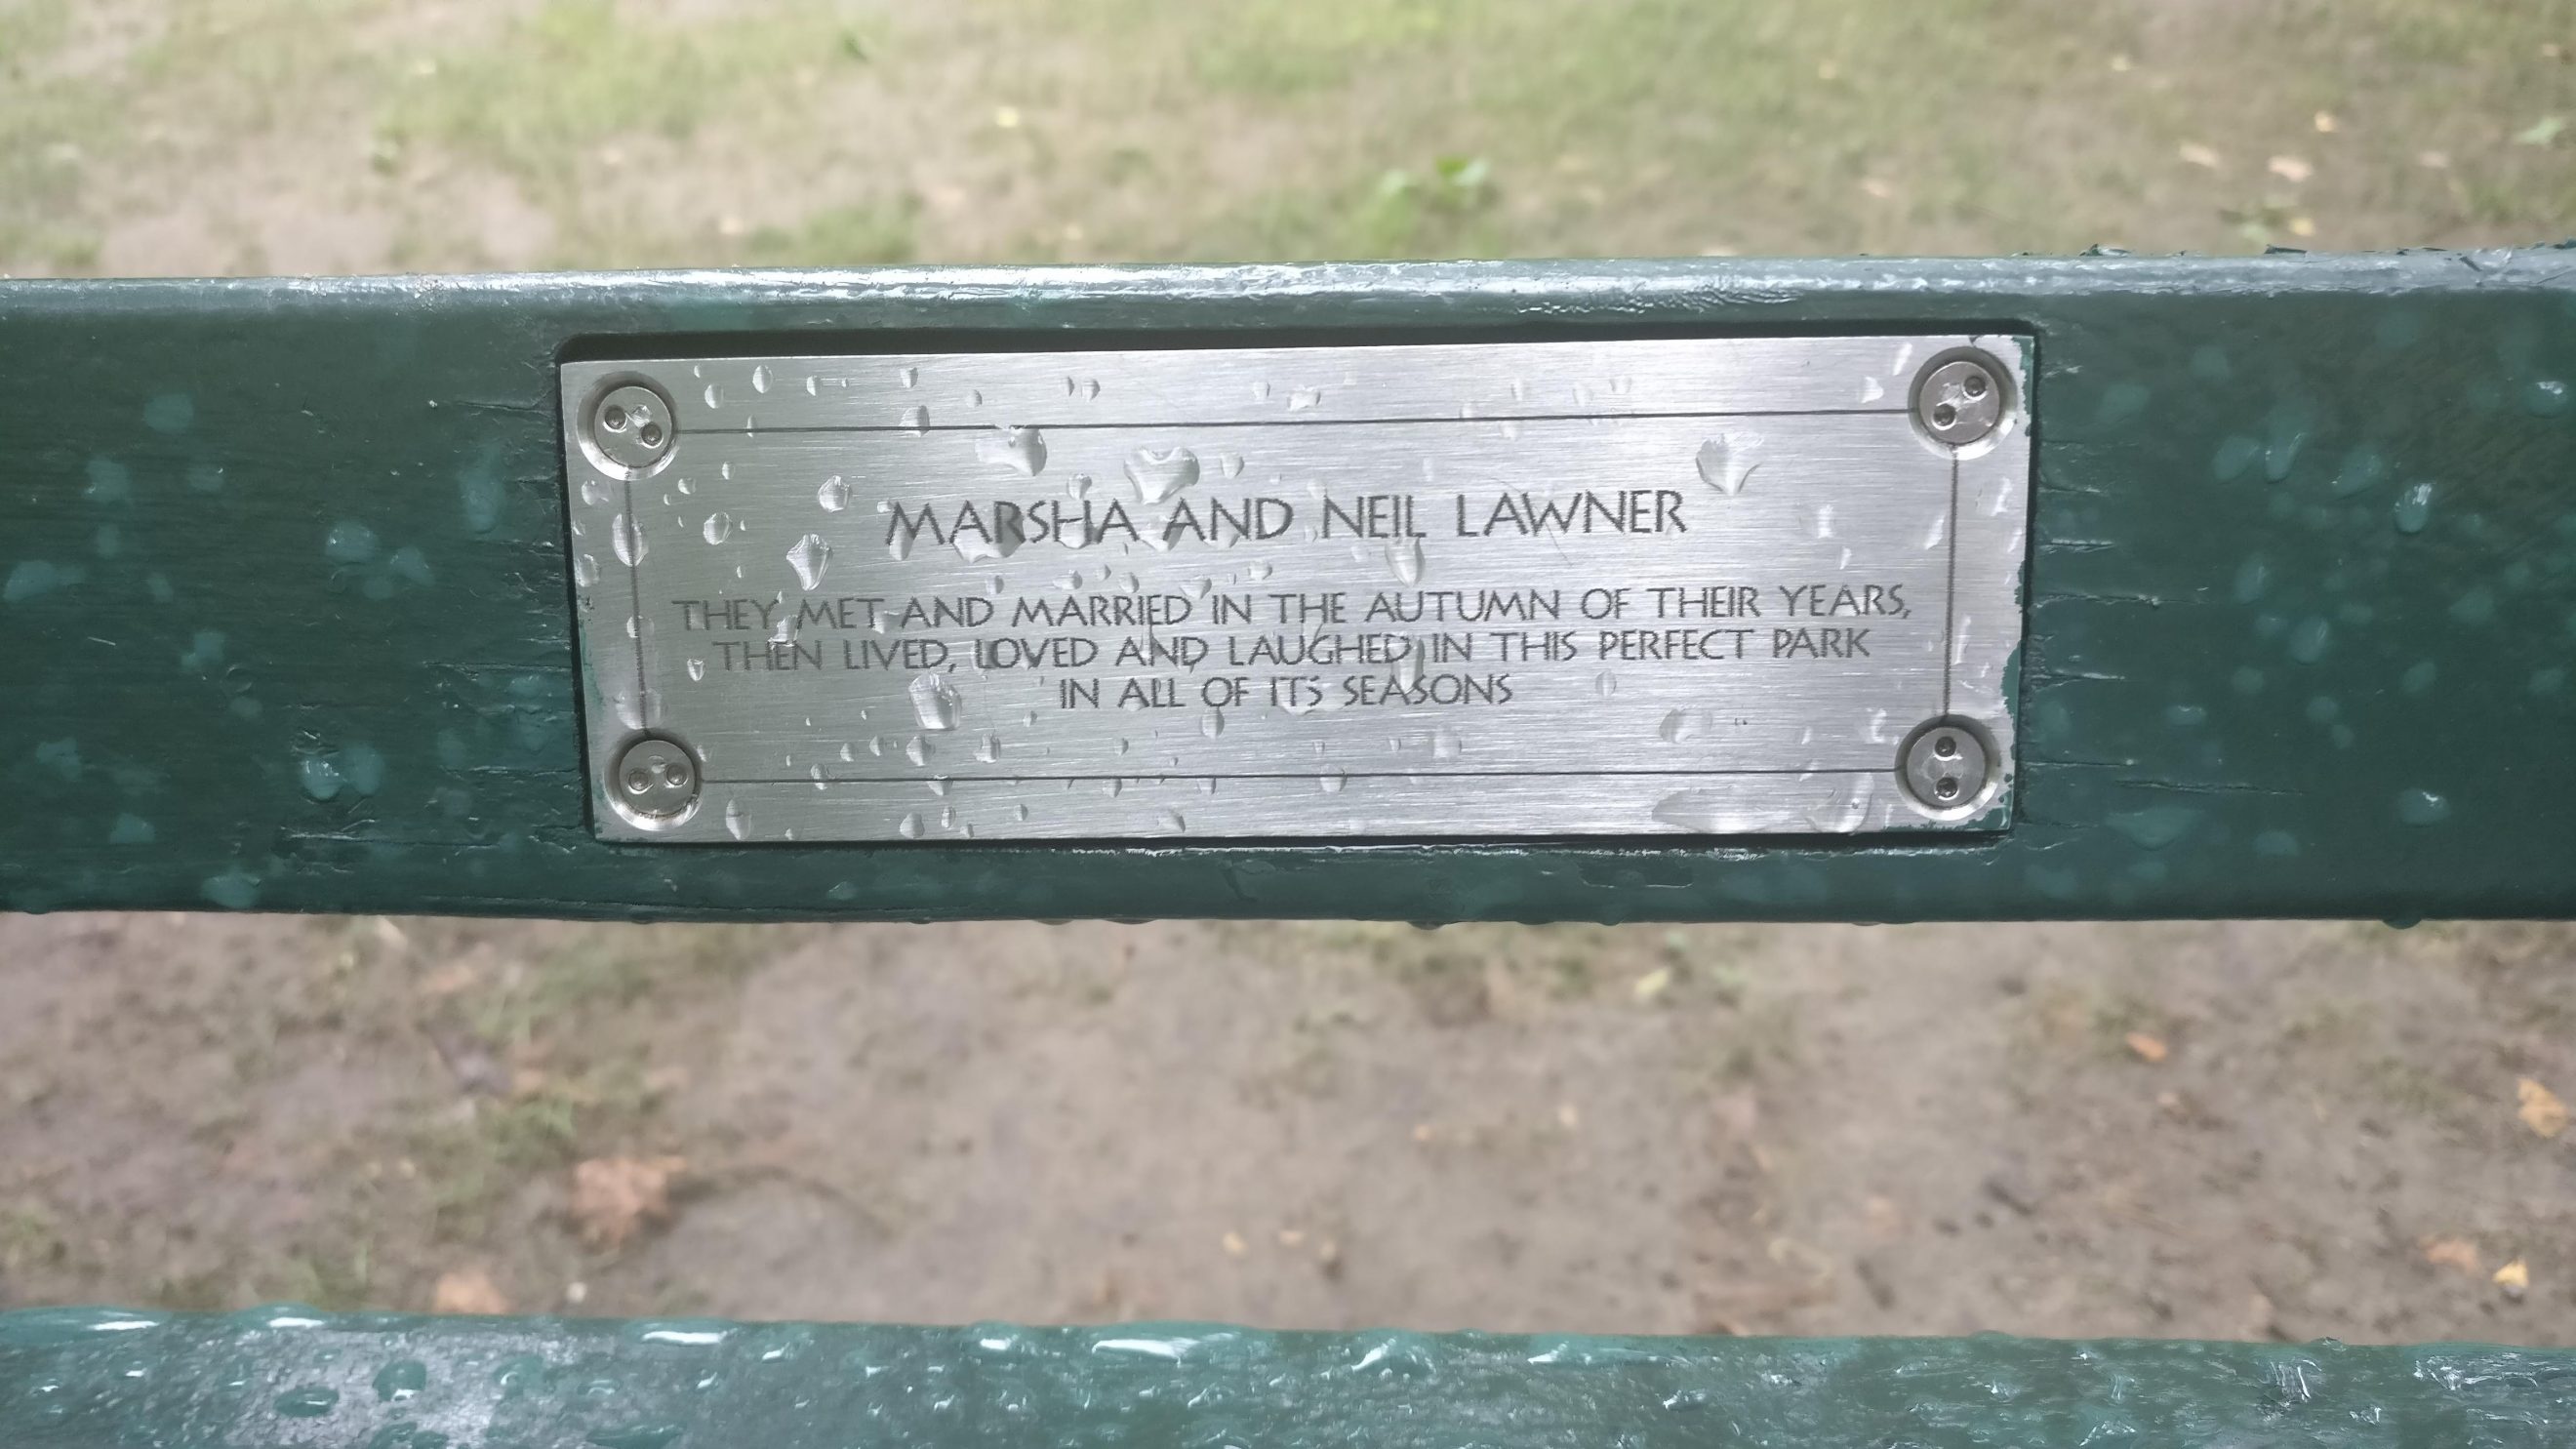 MARSHA AND NEIL LAWNER
THEY MET AND MARRIED IN THE AUTUMN OF THEIR YEARS,
THEN LIVED, LOVED AND LAUGHED IN THIS PERFECT PARK
IN ALL OF ITS SEASONS